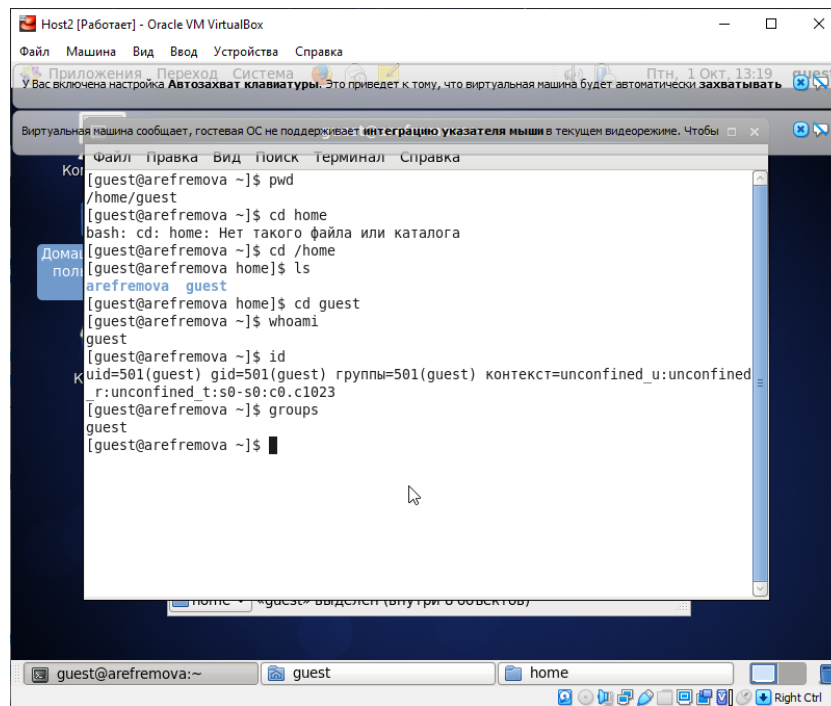 Host2 [Работает] - Oracle VM VirtualBox
Файл Машина Вид Ввод Устройства Справка
Приложения Переход Система Птн, 1 Окт, 13:19
У Вас включена настройка Автозахват клавиатуры. Это приведет к тому, что виртуальная машина будет автоматически захватывать
Виртуальная машина сообщает, гостевая ОС не поддерживает интеграцию указателя мыши в текущем видеорежиме. Чтобы
Файл Правка Вид Поиск Терминал Справка
[guest@arefremova ~]$ pwd
/home/guest
[guest@arefremova ~]$ cd home
bash: cd: home: Нет такого файла или каталога
[guest@arefremova ~]$ cd /home
[guest@arefremova home]$ ls
arefremova guest
[guest@arefremova home]$ cd guest
[guest@arefremova ~]$ whoami
guest
[guest@arefremova ~]$ id
uid=501(guest) gid=501(guest) группы=501(guest) контекст=unconfined_u:unconfined
_r:unconfined_t:s0-s0:c0.c1023
[guest@arefremova ~]$ groups
guest
[guest@arefremova ~]$
home «guest» выделен (внутри 0 объектов)
guest@arefremova:~ guest home
Right Ctrl